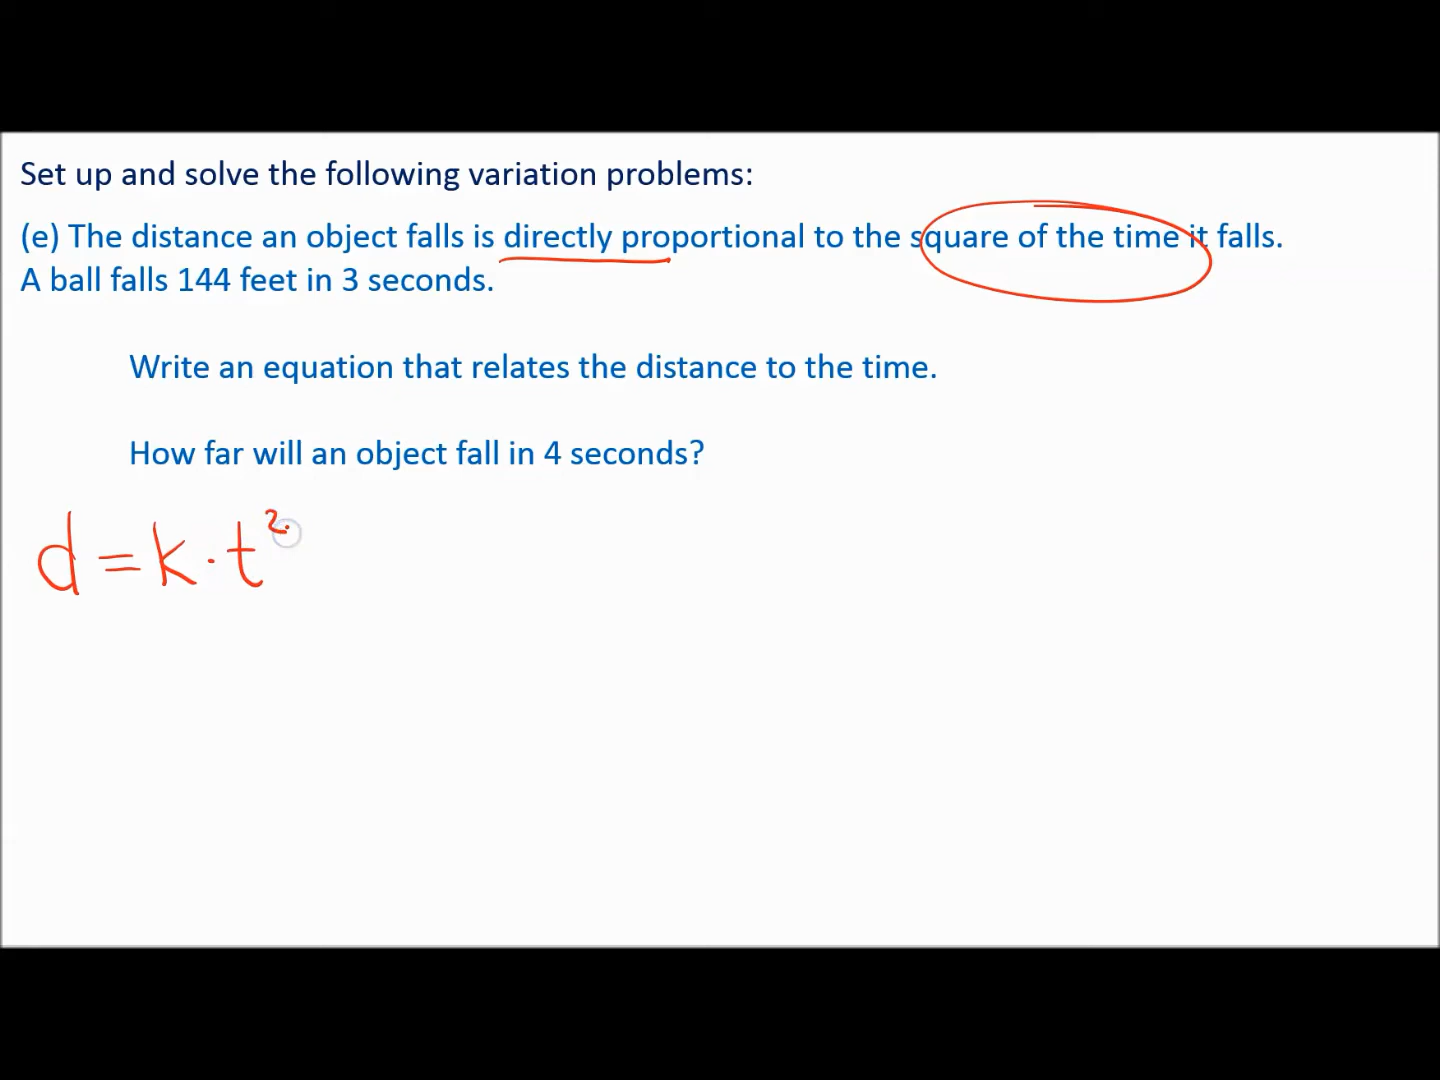 Set up and solve the following variation problems:
(e) The distance an object falls is directly proportional to the square of the time it falls.
A ball falls 144 feet in 3 seconds.
Write an equation that relates the distance to the time.
How far will an object fall in 4 seconds?
d = k · t²